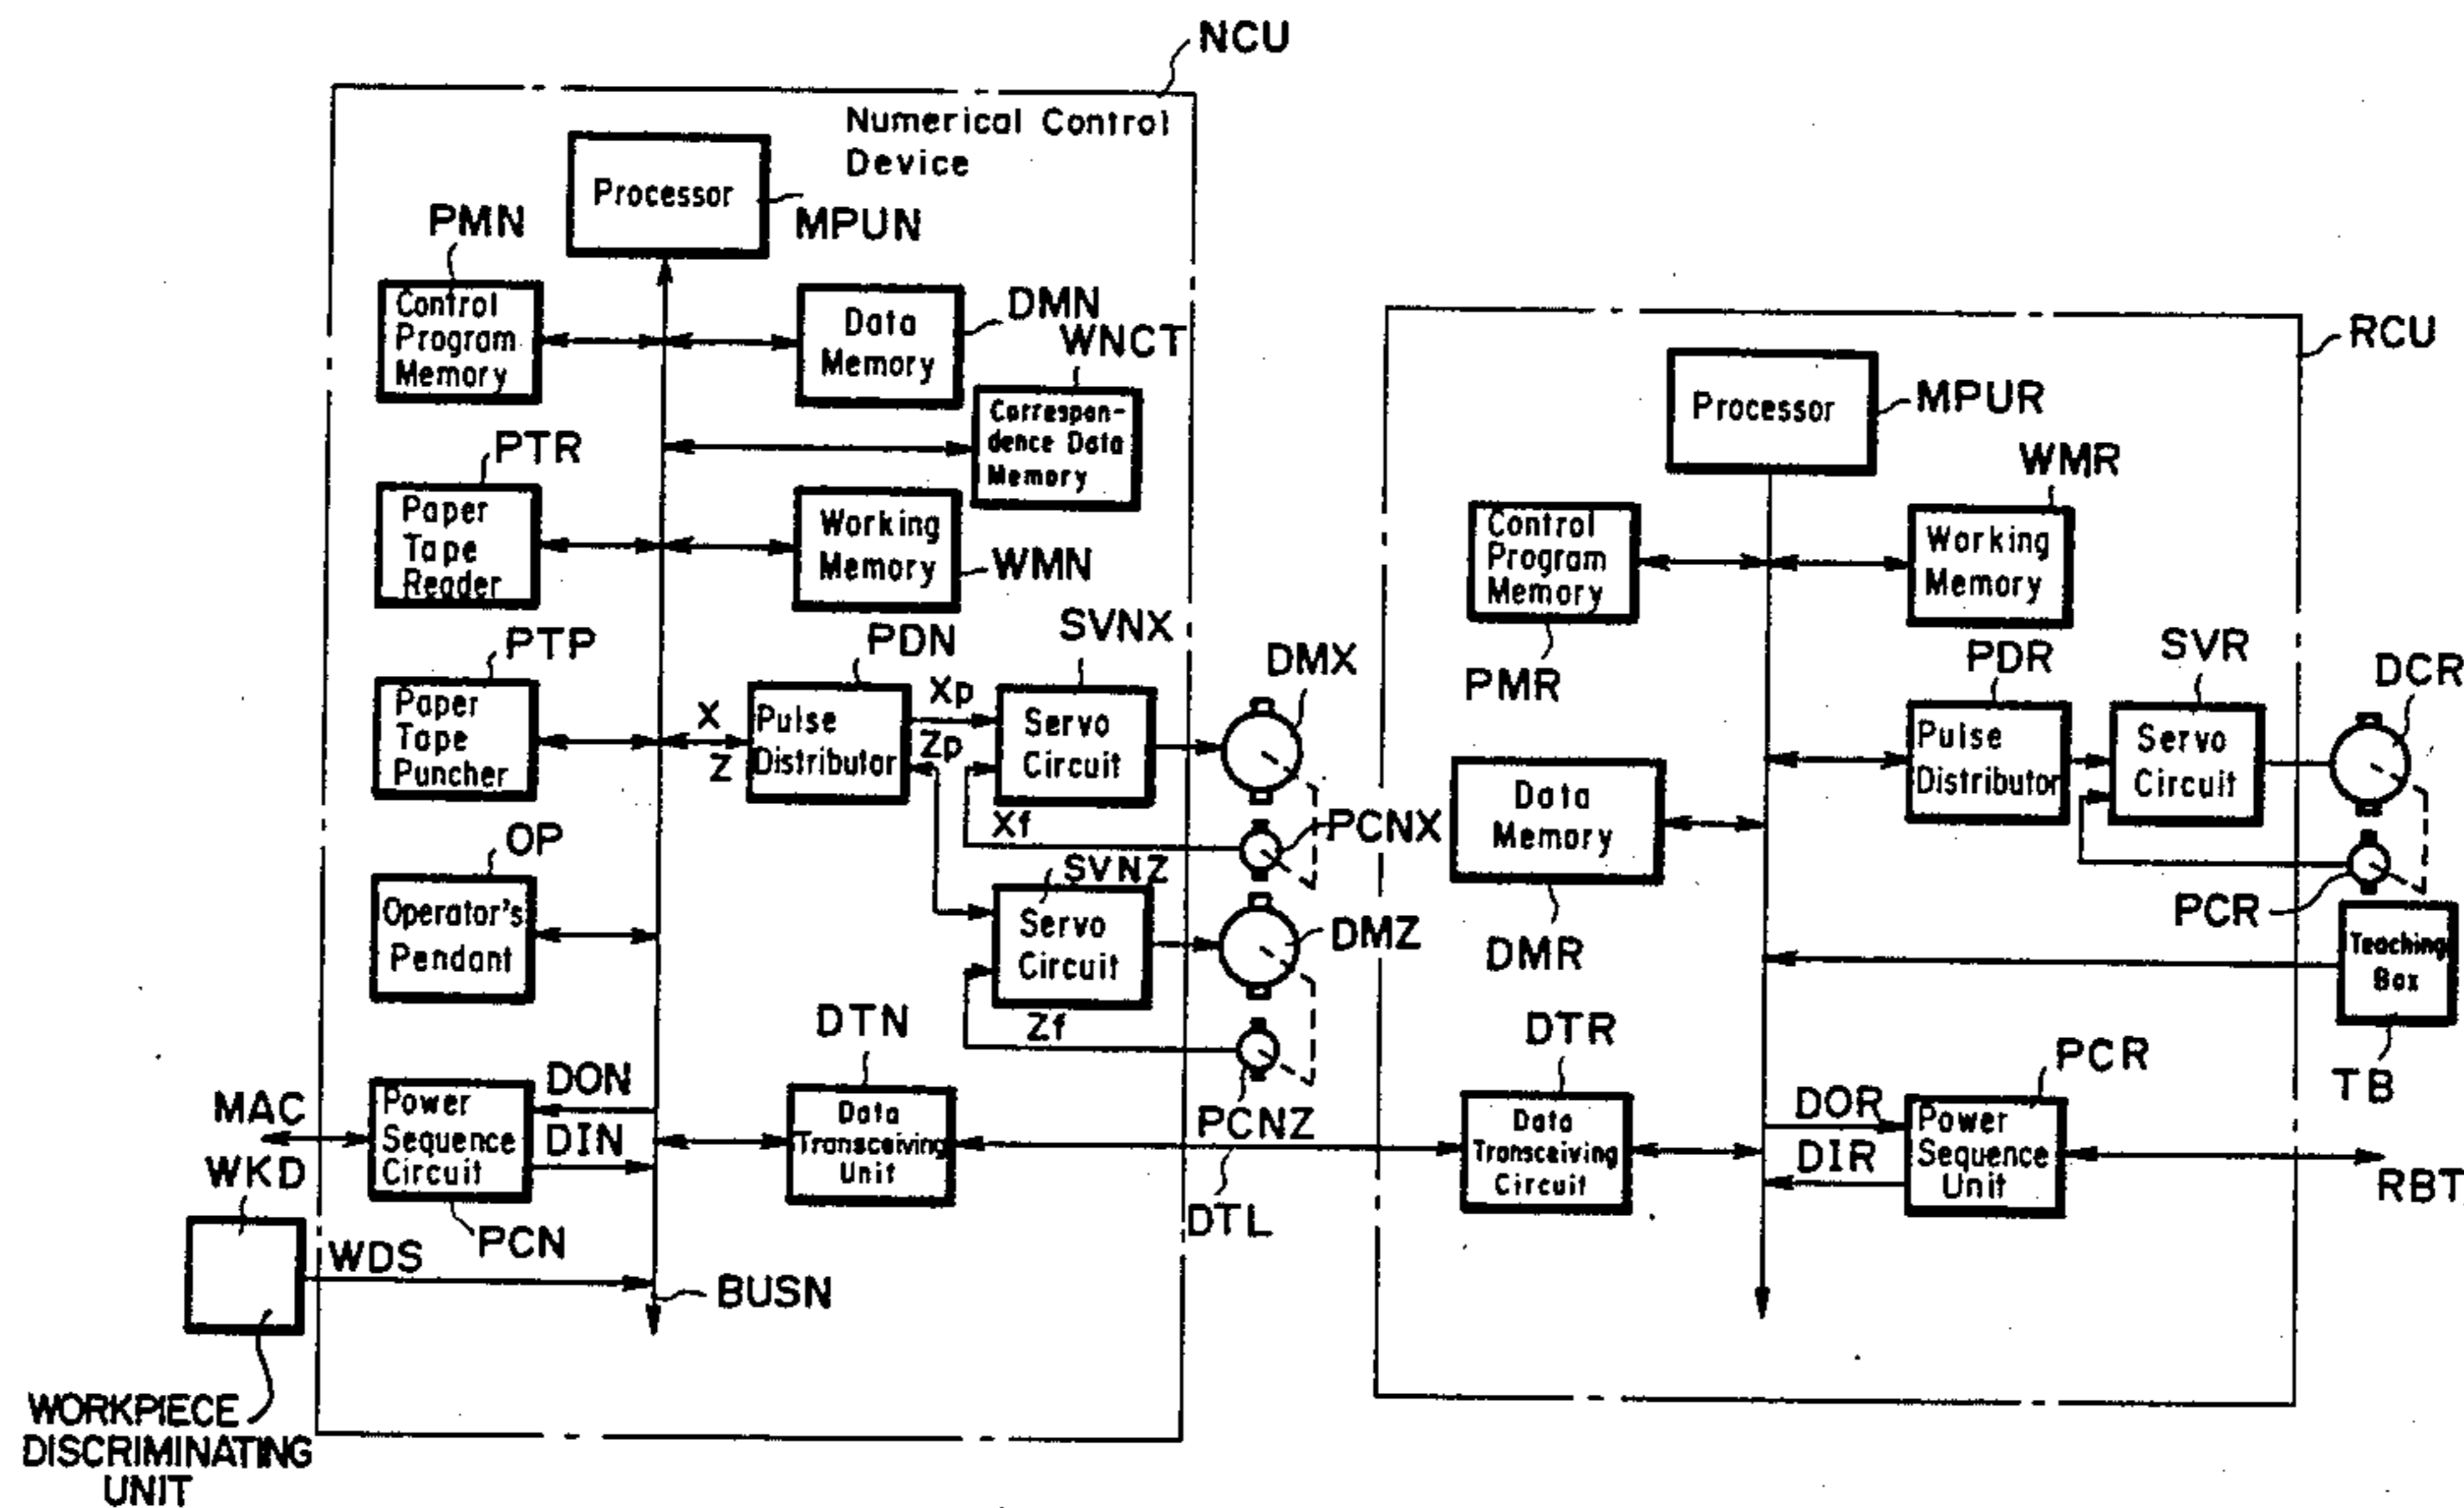 NCU
Numerical Control
Device
Processor
MPUN
PMN
Control
Program
Memory
Data
Memory
DMN
WNCT
Correspon-
dence Data
Memory
PTR
Paper
Tape
Reader
Working
Memory
WMN
PTP
Paper
Tape
Puncher
X
Z
PDN
Pulse
Distributor
Xp
Zp
SVNX
Servo
Circuit
Xf
DMX
PCNX
OP
Operator's
Pendant
SVNZ
Servo
Circuit
Zf
DMZ
PCNZ
MAC
Power
Sequence
Circuit
PCN
DON
DIN
DTN
Data
Transceiving
Unit
DTL
WKD
WDS
BUSN
WORKPIECE
DISCRIMINATING
UNIT
RCU
Processor
MPUR
WMR
Control
Program
Memory
PMR
Working
Memory
PDR
Pulse
Distributor
SVR
Servo
Circuit
DCR
PCR
Data
Memory
DMR
Teaching
Box
TB
DTR
Data
Transceiving
Circuit
DOR
DIR
PCR
Power
Sequence
Unit
RBT